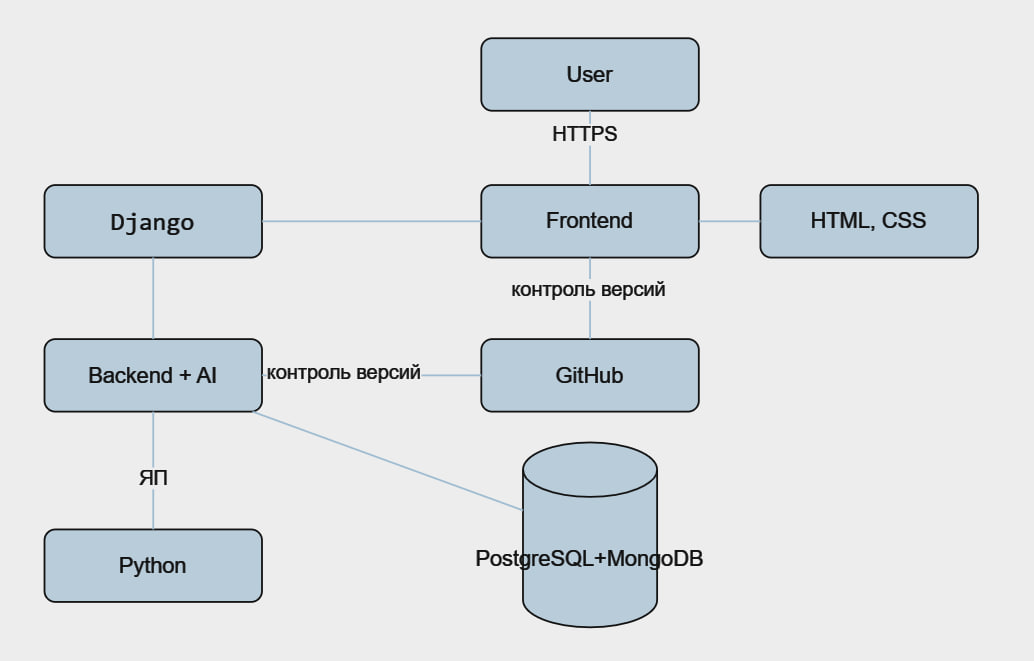 User
HTTPS
Django
Frontend
HTML, CSS
контроль версий
Backend + AI
контроль версий
GitHub
ЯП
PostgreSQL+MongoDB
Python